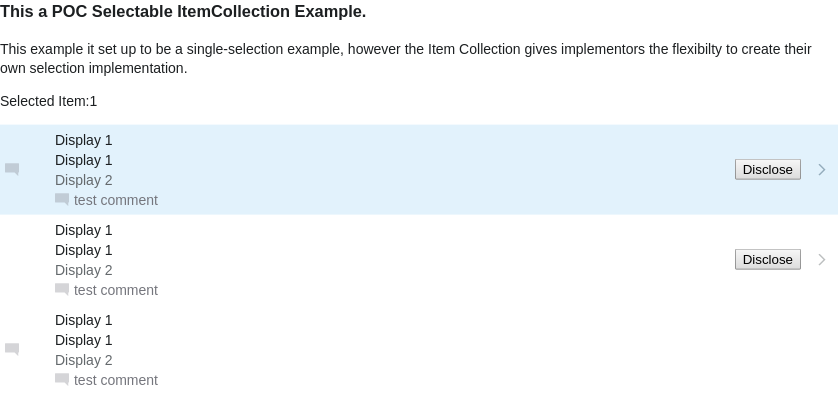 This a POC Selectable ItemCollection Example.
This example it set up to be a single-selection example, however the Item Collection gives implementors the flexibilty to create their
own selection implementation.
Selected Item:1
Display 1
Display 1
Disclose
Display 2
test comment
Display 1
Display 1
Disclose
Display 2
test comment
Display 1
Display 1
Display 2
test comment